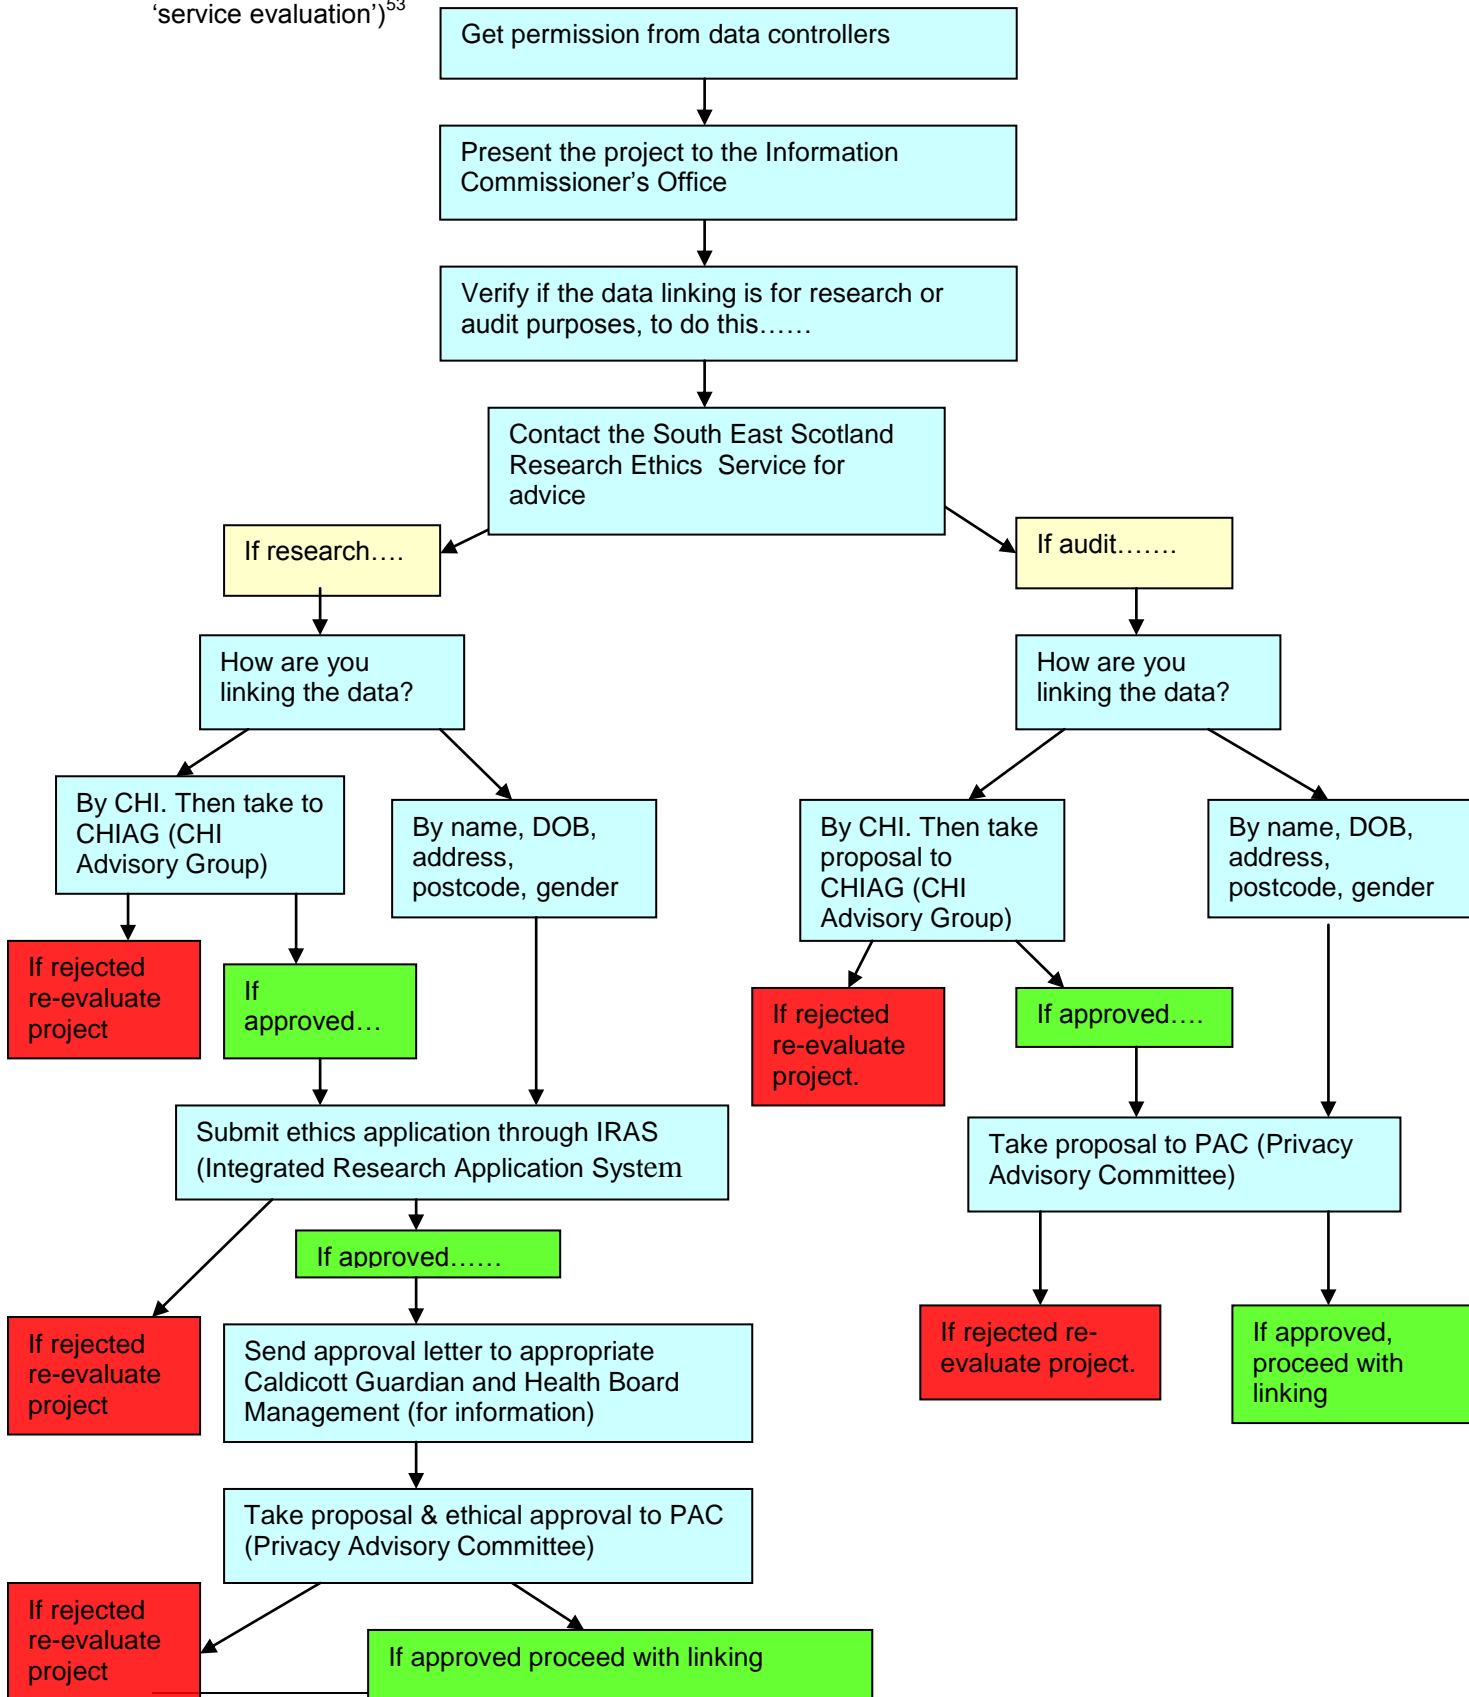 ‘service evaluation’)53
Get permission from data controllers
Present the project to the Information
Commissioner’s Office
Verify if the data linking is for research or
audit purposes, to do this……
Contact the South East Scotland
Research Ethics  Service for
advice
If research….
If audit…….
How are you
linking the data?
How are you
linking the data?
By CHI. Then take to
CHIAG (CHI
Advisory Group)
By name, DOB,
address,
postcode, gender
By CHI. Then take
proposal to
CHIAG (CHI
Advisory Group)
By name, DOB,
address,
postcode, gender
If rejected
re-evaluate
project
If
approved…
If rejected
re-evaluate
project.
If approved….
Submit ethics application through IRAS
(Integrated Research Application System
Take proposal to PAC (Privacy
Advisory Committee)
If approved……
If rejected
re-evaluate
project
Send approval letter to appropriate
Caldicott Guardian and Health Board
Management (for information)
If rejected re-
evaluate project.
If approved,
proceed with
linking
Take proposal & ethical approval to PAC
(Privacy Advisory Committee)
If rejected
re-evaluate
project
If approved proceed with linking